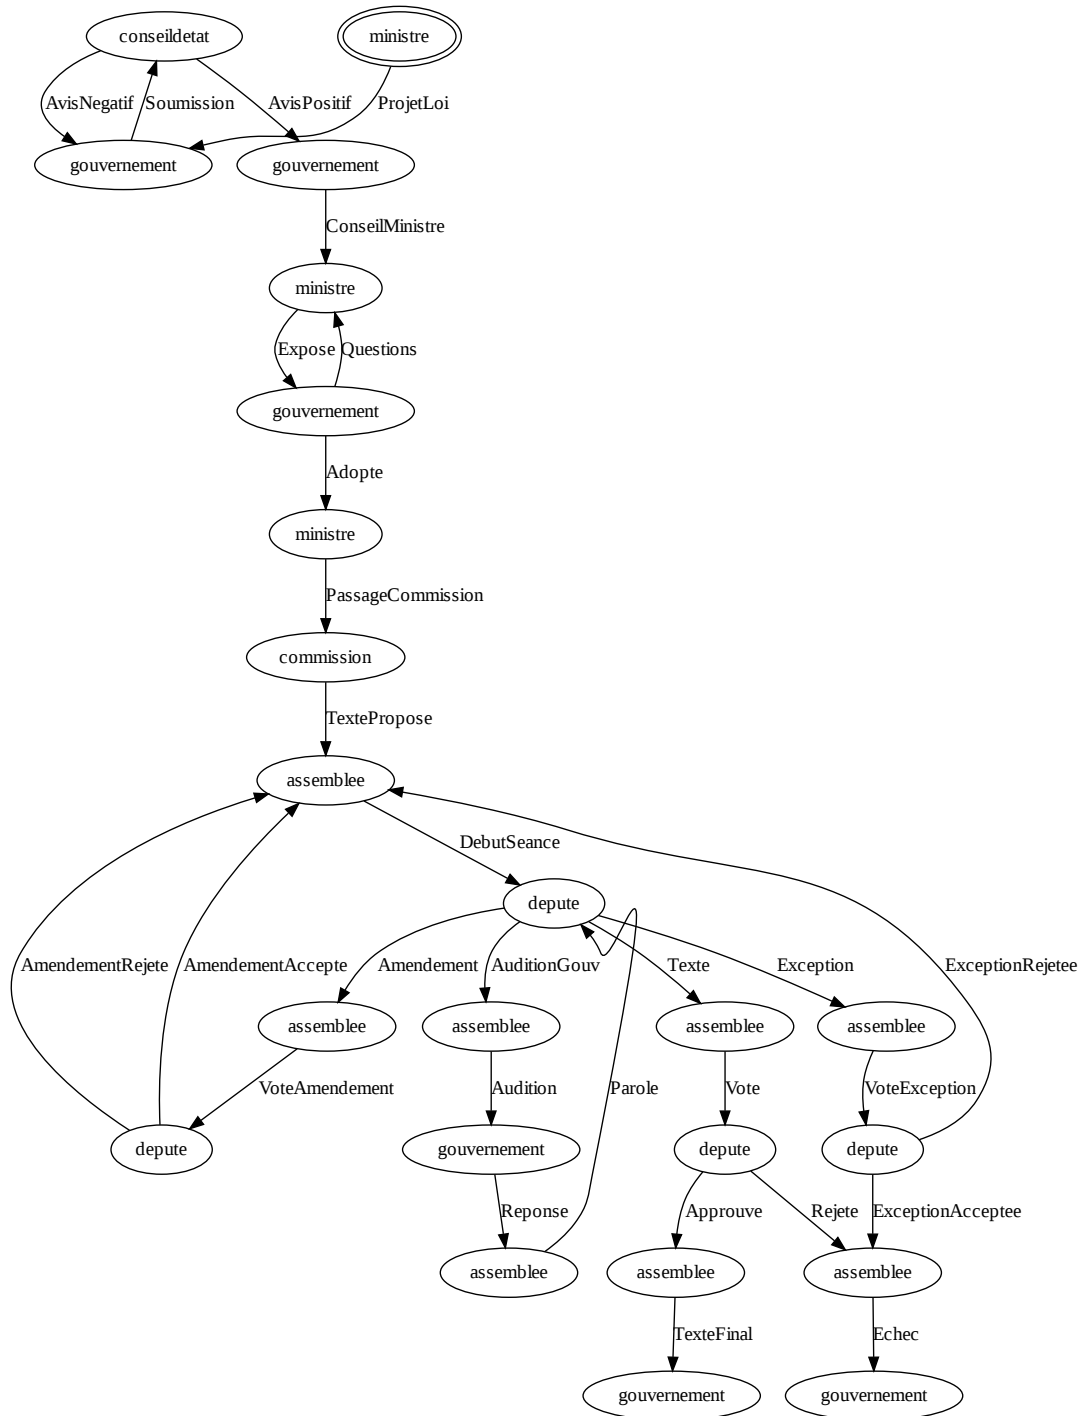 conseildetat
ministre
AvisNegatif
Soumission
AvisPositif
ProjetLoi
gouvernement
gouvernement
ConseilMinistre
ministre
Expose
Questions
gouvernement
Adopte
ministre
PassageCommission
commission
TextePropose
assemblee
DebutSeance
depute
AmendementRejete
AmendementAccepte
Amendement
AuditionGouv
Texte
Exception
ExceptionRejetee
assemblee
assemblee
assemblee
assemblee
VoteAmendement
Audition
Parole
Vote
VoteException
depute
gouvernement
depute
depute
Reponse
Approuve
Rejete
ExceptionAcceptee
assemblee
assemblee
assemblee
TexteFinal
Echec
gouvernement
gouvernement